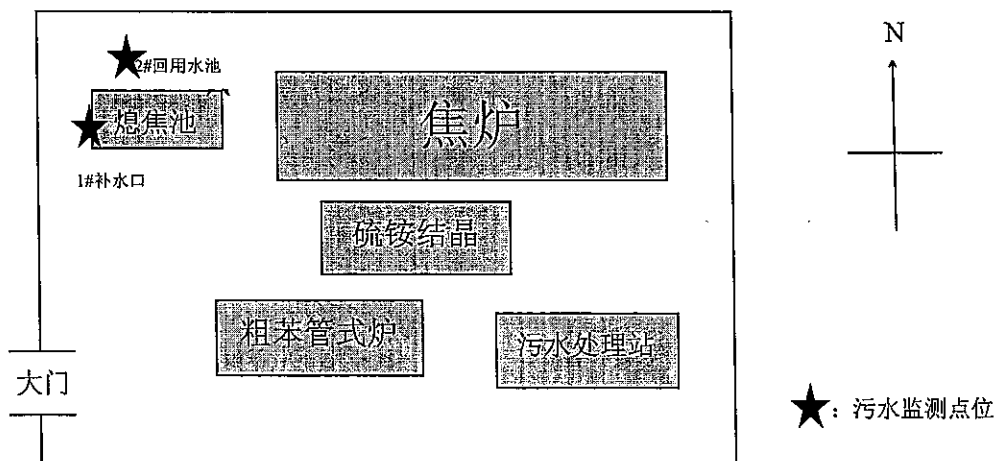 N
2#回用水池
熄焦池
焦炉
1#补水口
硫铵结晶
粗苯管式炉
污水处理站
大门
★：污水监测点位